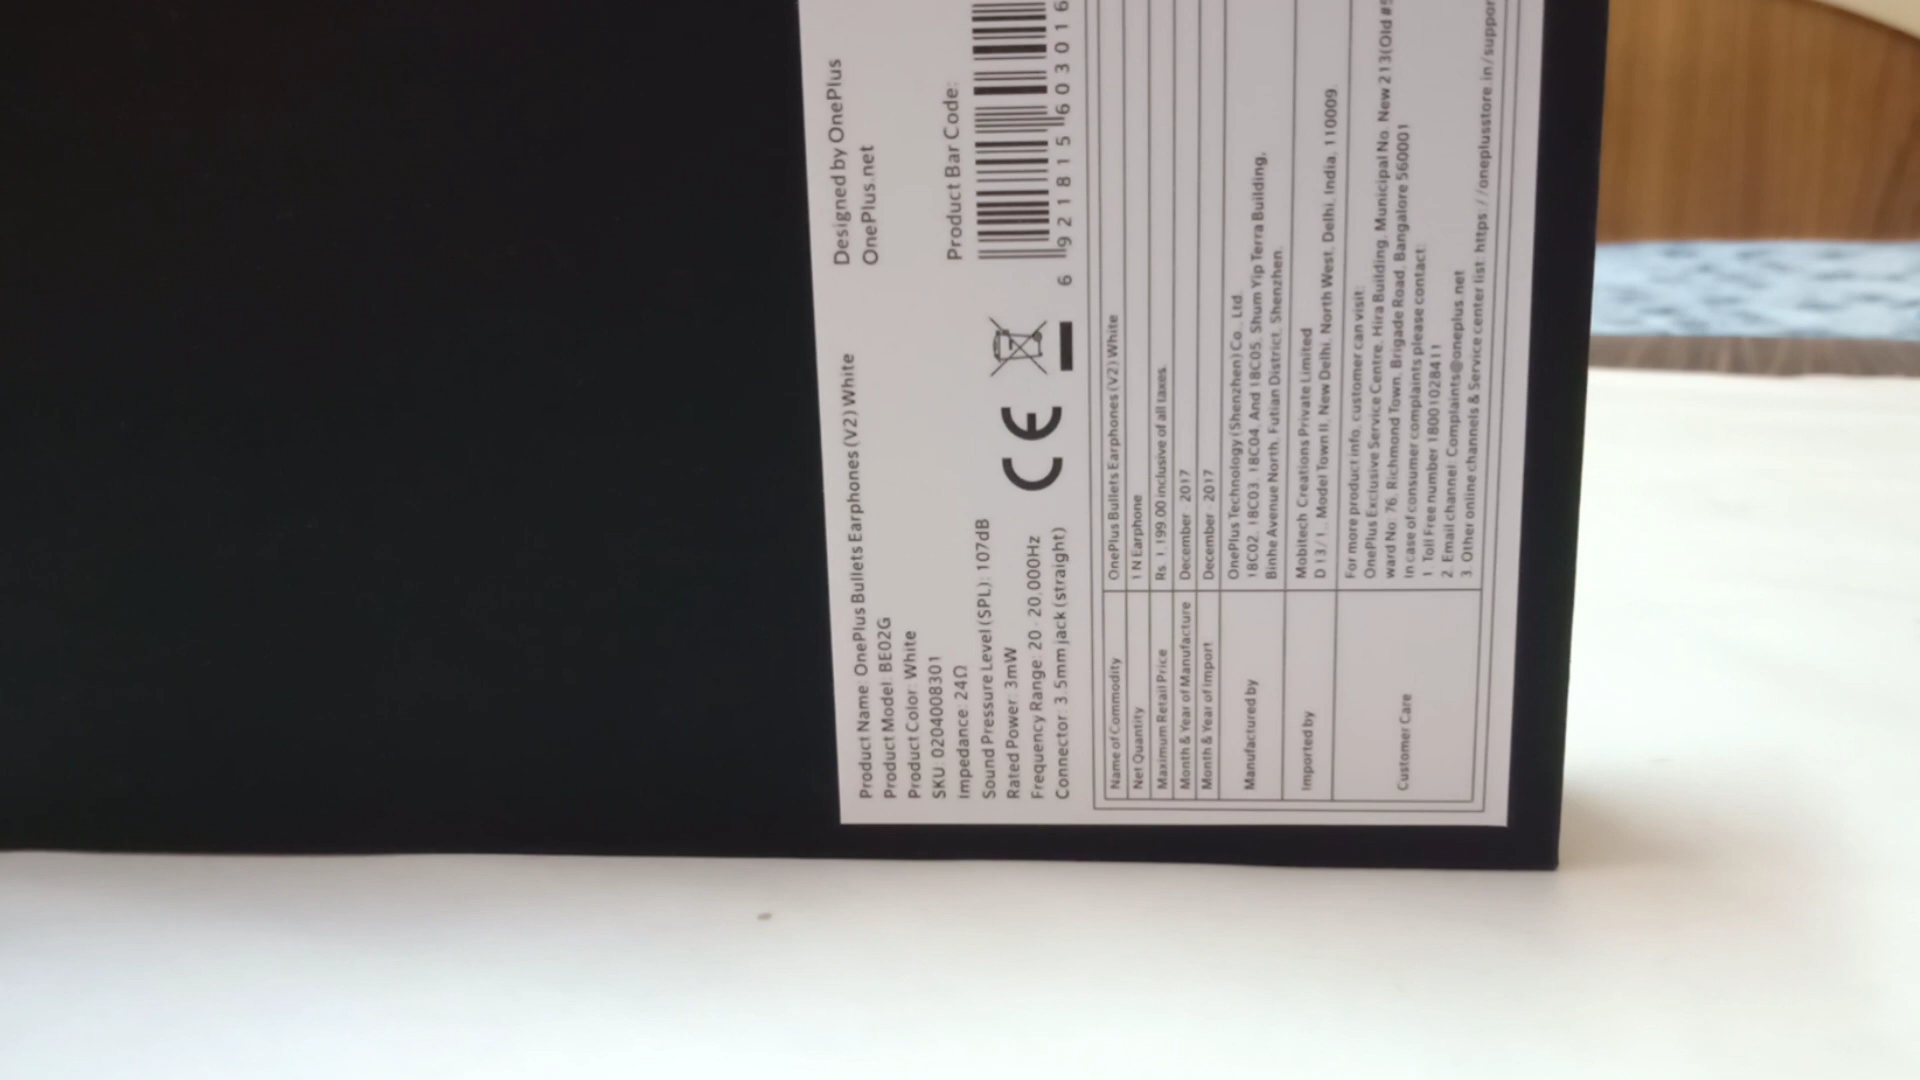 Product Name: OnePlus Bullets Earphones (V2) White
Product Model: BE02G
Product Color: White
SKU: 0204008301
Impedance: 24Ω
Sound Pressure Level (SPL): 107dB
Rated Power: 3mW
Frequency Range: 20 - 20,000Hz
Connector: 3.5mm jack (straight)
Designed by OnePlus
OnePlus.net
Product Bar Code:
6 921815 603016
CE
Name of Commodity OnePlus Bullets Earphones (V2) White
Net Quantity 1 N Earphone
Maximum Retail Price Rs. 1,199.00 inclusive of all taxes.
Month & Year of Manufacture December - 2017
Month & Year of Import December - 2017
Manufactured by
OnePlus Technology (Shenzhen) Co., Ltd.
18C02, 18C03, 18C04, And 18C05, Shum Yip Terra Building,
Binhe Avenue North, Futian District, Shenzhen.
Imported by
Mobitech Creations Private Limited
D 13/1, , Model Town II, New Delhi, North West, Delhi, India, 110009.
Customer Care
For more product info, customer can visit:
OnePlus Exclusive Service Centre, Hira Building, Municipal No. New 213(Old #
ward No. 76, Richmond Town, Brigade Road, Bangalore 560001
In case of consumer complaints please contact:
1. Toll Free number 18001028411
2. Email channel: Complaints@oneplus.net
3. Other online channels & Service center list: https://oneplusstore.in/suppor